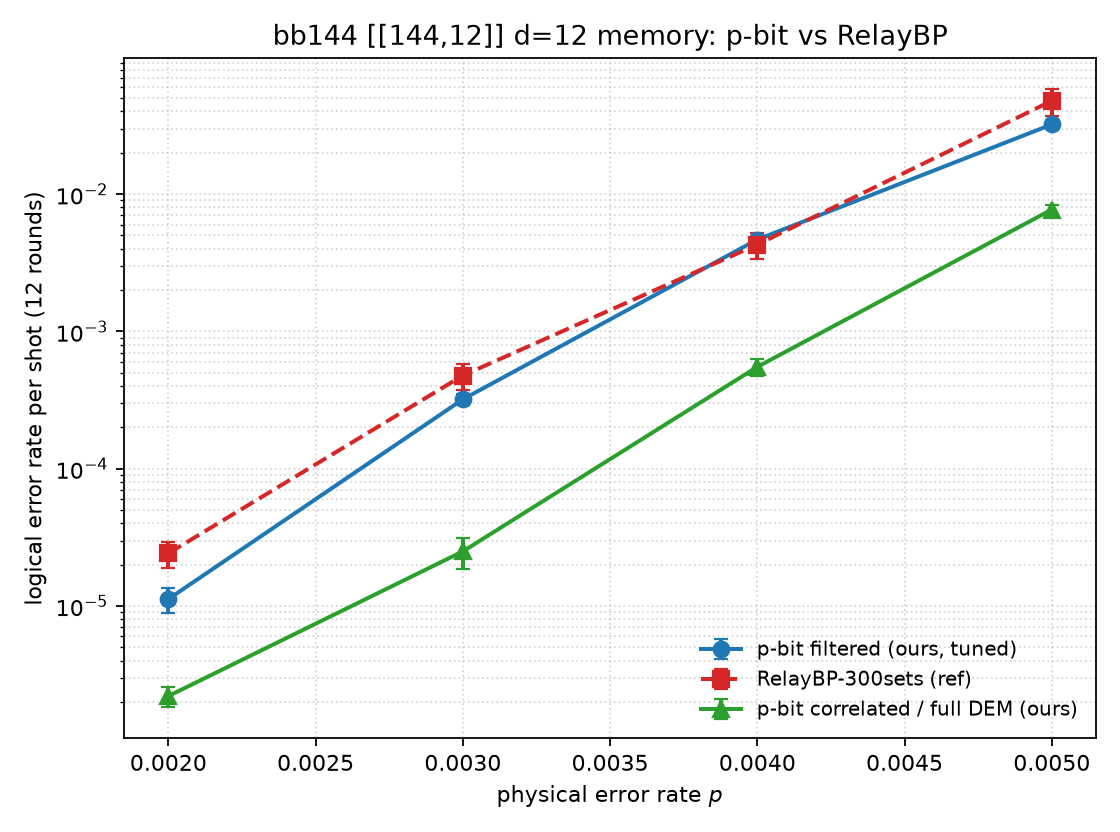 bb144 [[144,12]] d=12 memory: p-bit vs RelayBP
logical error rate per shot (12 rounds)
10⁻²
10⁻³
10⁻⁴
10⁻⁵
p-bit filtered (ours, tuned)
RelayBP-300sets (ref)
p-bit correlated / full DEM (ours)
0.0020 0.0025 0.0030 0.0035 0.0040 0.0045 0.0050
physical error rate p